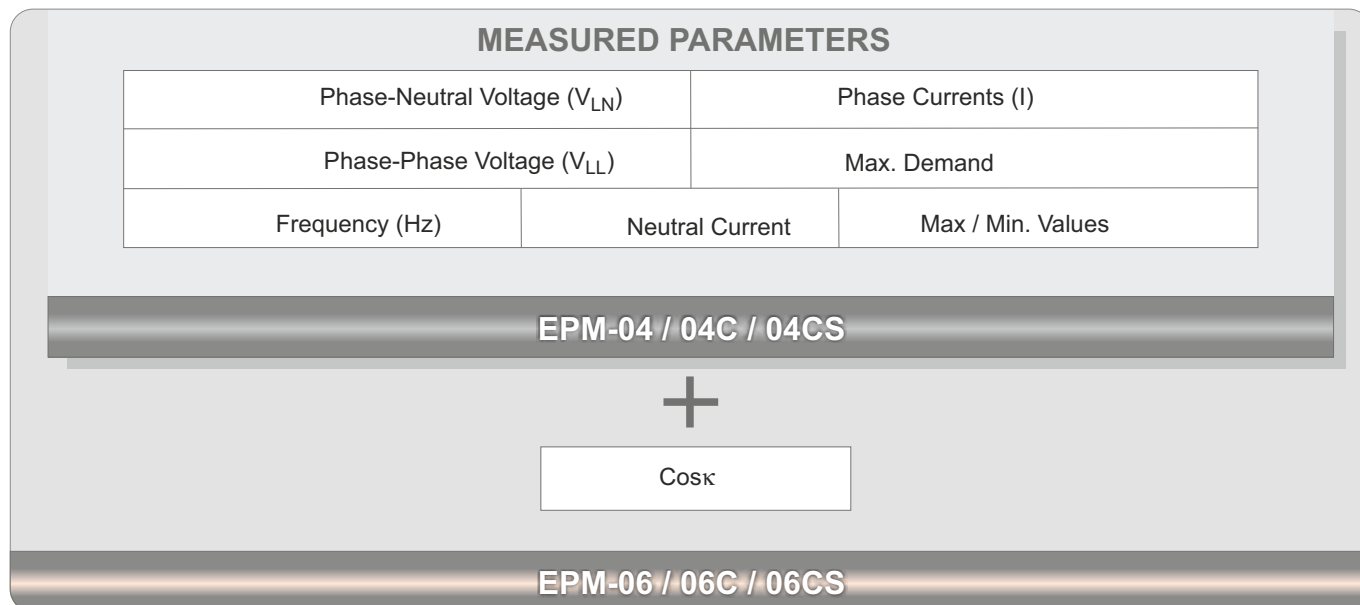 MEASURED PARAMETERS
Phase-Neutral Voltage (VLN) Phase Currents (I)
Phase-Phase Voltage (VLL) Max. Demand
Frequency (Hz) Neutral Current Max / Min. Values
EPM-04 / 04C / 04CS
+
Cosκ
EPM-06 / 06C / 06CS